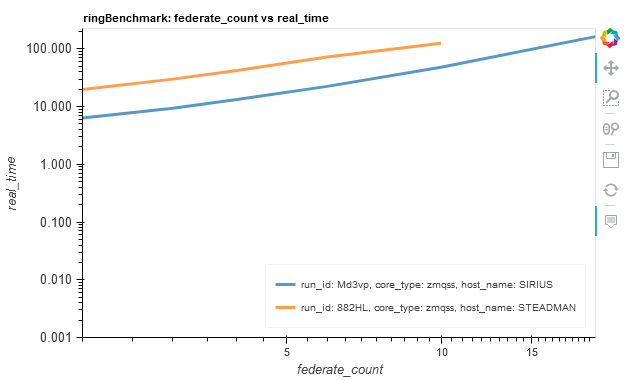 ringBenchmark: federate_count vs real_time
100.000
10.000
1.000
0.100
0.010
0.001
real_time
run_id: Md3vp, core_type: zmqss, host_name: SIRIUS
run_id: 882HL, core_type: zmqss, host_name: STEADMAN
5
10
15
federate_count